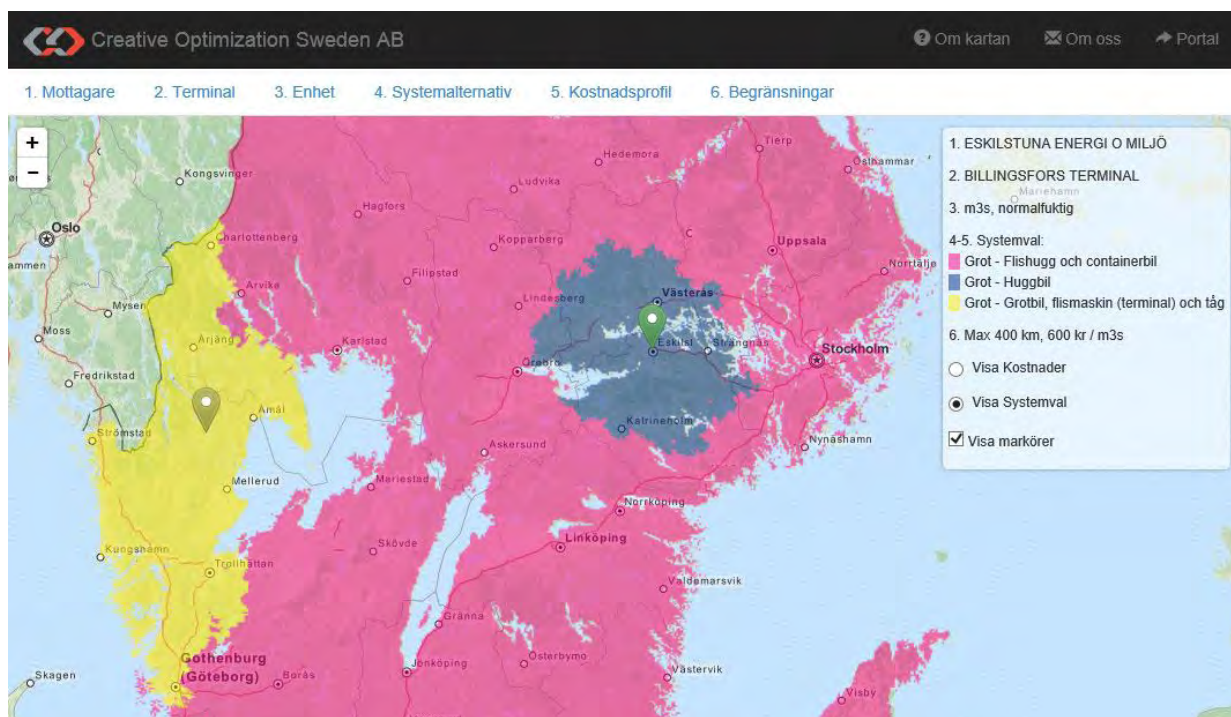 Creative Optimization Sweden AB
Om kartan
Om oss
Portal
1. Mottagare
2. Terminal
3. Enhet
4. Systemalternativ
5. Kostnadsprofil
6. Begränsningar
+
−
1. ESKILSTUNA ENERGI O MILJÖ
2. BILLINGSFORS TERMINAL
Mariehamn
3. m3s, normalfuktig
4-5. Systemval:
Grot - Flishugg och containerbil
Grot - Huggbil
Grot - Grotbil, flismaskin (terminal) och tåg
6. Max 400 km, 600 kr / m3s
Visa Kostnader
Visa Systemval
Visa markörer
Tierp
Hedemora
Östhammar
Kongsvinger
Ludvika
Hagfors
Oslo
Charlottenberg
Kopparberg
Uppsala
Norrtälje
ammen
Filipstad
Arvika
Västerås
Lindesberg
Mysen
Moss
Årjäng
Karlstad
Eskilst
Strängnäs
Stockholm
Örebro
Fredrikstad
Åmål
Katrineholm
Strömstad
Askersund
Nynäshamn
Mellerud
Mariestad
Norrköping
Kungshamn
Skövde
Linköping
Trollhättan
Valdemarsvik
Gränna
Gothenburg
(Göteborg)
Borås
Jönköping
Österbymo
Västervik
Skagen
Visby